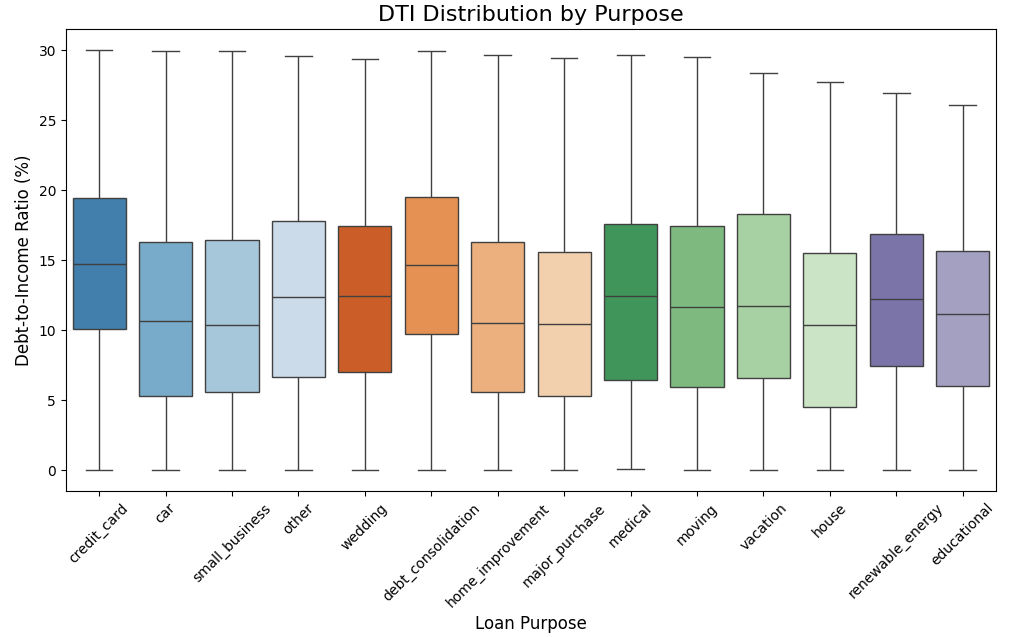 DTI Distribution by Purpose
Debt-to-Income Ratio (%)
30
25
20
15
10
5
0
credit_card
car
small_business
other
wedding
debt_consolidation
home_improvement
major_purchase
medical
moving
vacation
house
renewable_energy
educational
Loan Purpose